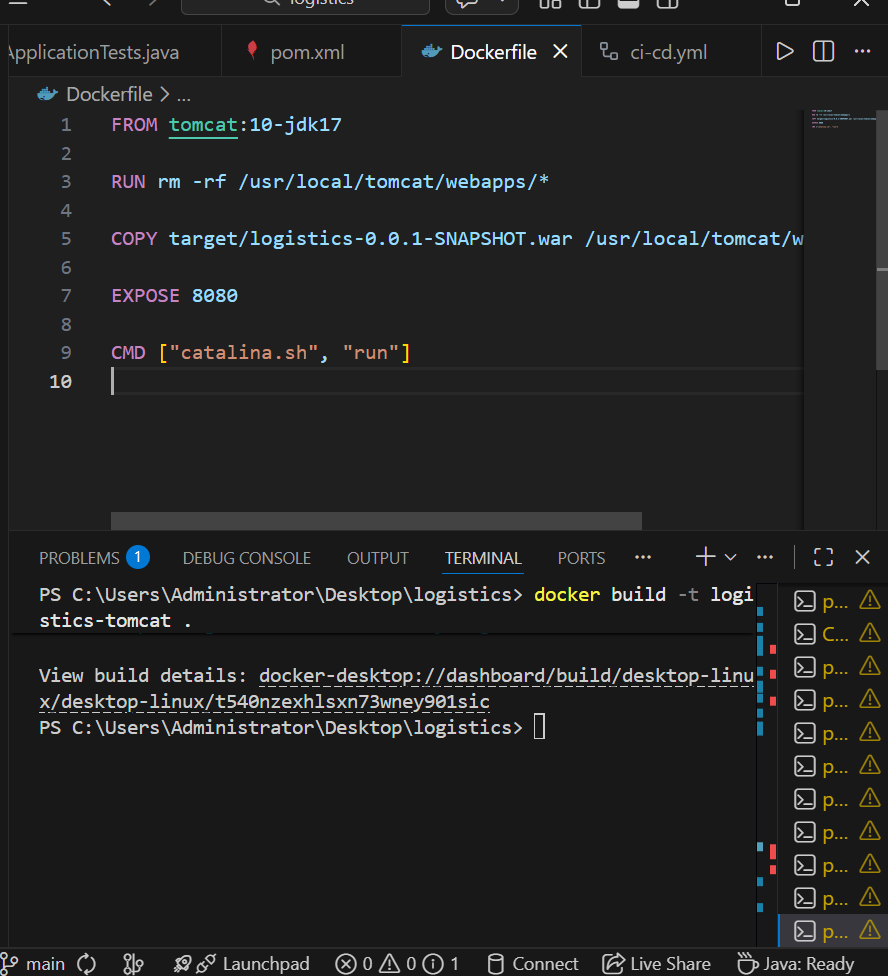 logistics
ApplicationTests.java
pom.xml
Dockerfile
ci-cd.yml
Dockerfile > ...
1 FROM tomcat:10-jdk17
2
3 RUN rm -rf /usr/local/tomcat/webapps/*
4
5 COPY target/logistics-0.0.1-SNAPSHOT.war /usr/local/tomcat/w
6
7 EXPOSE 8080
8
9 CMD ["catalina.sh", "run"]
10
PROBLEMS 1 DEBUG CONSOLE OUTPUT TERMINAL PORTS ...
PS C:\Users\Administrator\Desktop\logistics> docker build -t logi
stics-tomcat .
View build details: docker-desktop://dashboard/build/desktop-linu
x/desktop-linux/t540nzexhlsxn73wney901sic
PS C:\Users\Administrator\Desktop\logistics>
p...
C...
p...
p...
p...
p...
p...
p...
p...
p...
p...
main Launchpad 0 0 1 Connect Live Share Java: Ready